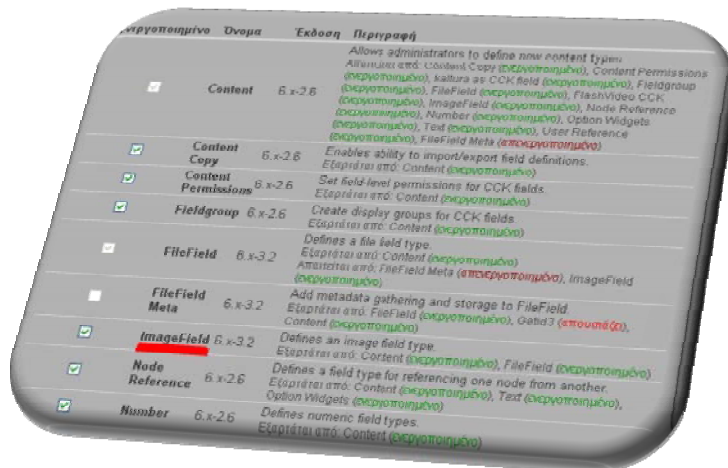 Ενεργοποιημένο Όνομα Έκδοση Περιγραφή
Allows administrators to define new content types.
Απαιτείται από: Content Copy (ενεργοποιημένο), Content Permissions
Content 6.x-2.6 (ενεργοποιημένο), FileField (ενεργοποιημένο), Fieldgroup
(ενεργοποιημένο), kaltura as CCK field
(ενεργοποιημένο), FlashVideo CCK
(ενεργοποιημένο), ImageField (ενεργοποιημένο), Node Reference
(ενεργοποιημένο), Number (ενεργοποιημένο), Option Widgets
(ενεργοποιημένο), Text (ενεργοποιημένο), User Reference
(ενεργοποιημένο), FileField Meta (απενεργοποιημένο)
Content Copy 6.x-2.6 Enables ability to import/export field definitions.
Εξαρτάται από: Content (ενεργοποιημένο)
Content Permissions 6.x-2.6 Set field-level permissions for CCK fields.
Εξαρτάται από: Content (ενεργοποιημένο)
Fieldgroup 6.x-2.6 Create display groups for CCK fields.
Εξαρτάται από: Content (ενεργοποιημένο)
FileField 6.x-3.2 Defines a file field type.
Εξαρτάται από: Content (ενεργοποιημένο)
Απαιτείται από: FileField Meta (απενεργοποιημένο), ImageField
(ενεργοποιημένο)
FileField Meta 6.x-3.2 Add metadata gathering and storage to FileField.
Εξαρτάται από: FileField (ενεργοποιημένο), Getid3 (απουσιάζει),
Content (ενεργοποιημένο)
ImageField 6.x-3.2 Defines an image field type.
Εξαρτάται από: Content (ενεργοποιημένο), FileField (ενεργοποιημένο)
Node Reference 6.x-2.6 Defines a field type for referencing one node from another.
Εξαρτάται από: Content (ενεργοποιημένο), Text (ενεργοποιημένο),
Option Widgets (ενεργοποιημένο)
Number 6.x-2.6 Defines numeric field types.
Εξαρτάται από: Content (ενεργοποιημένο)